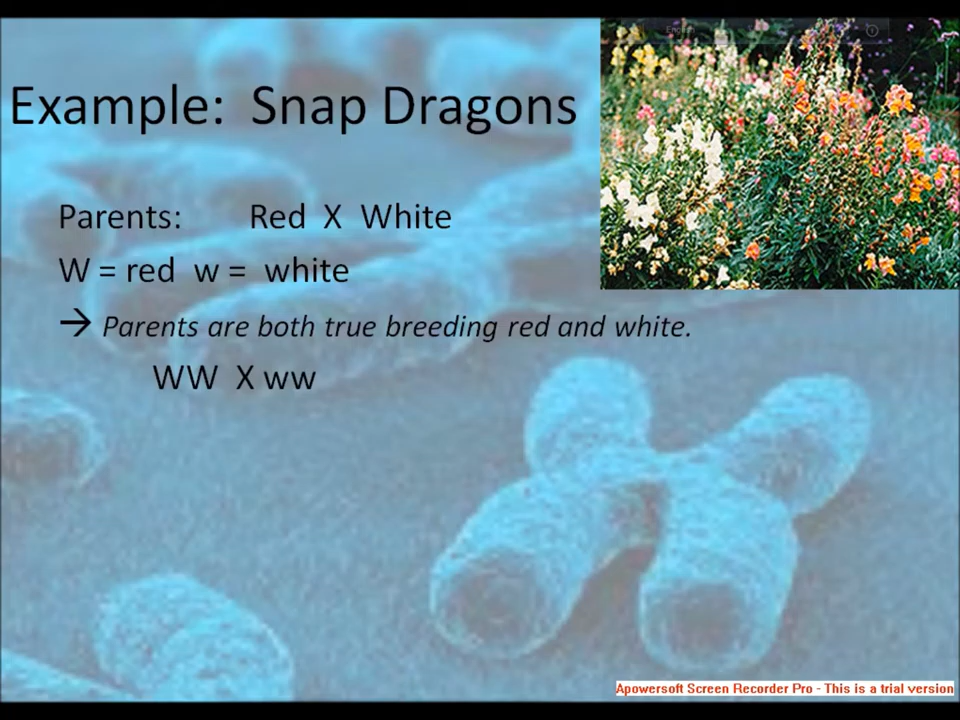 Example: Snap Dragons
Parents: Red X White
W = red w = white
→ Parents are both true breeding red and white.
WW X ww
Apowersoft Screen Recorder Pro - This is a trial version